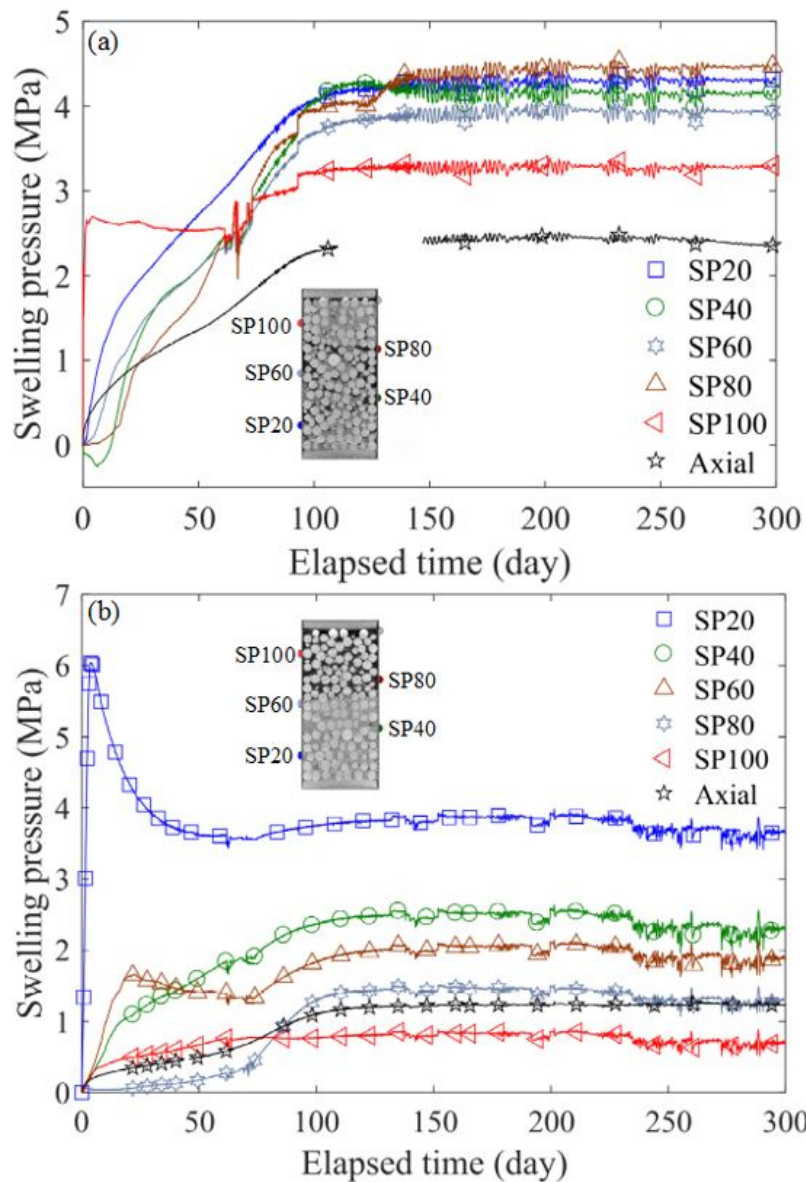 (a)
Swelling pressure (MPa)
5
4
3
2
1
0
0
50
100
150
200
250
300
Elapsed time (day)
SP100
SP60
SP20
SP80
SP40
SP20
SP40
SP60
SP80
SP100
Axial
(b)
Swelling pressure (MPa)
7
6
5
4
3
2
1
0
0
50
100
150
200
250
300
Elapsed time (day)
SP100
SP60
SP20
SP80
SP40
SP20
SP40
SP60
SP80
SP100
Axial